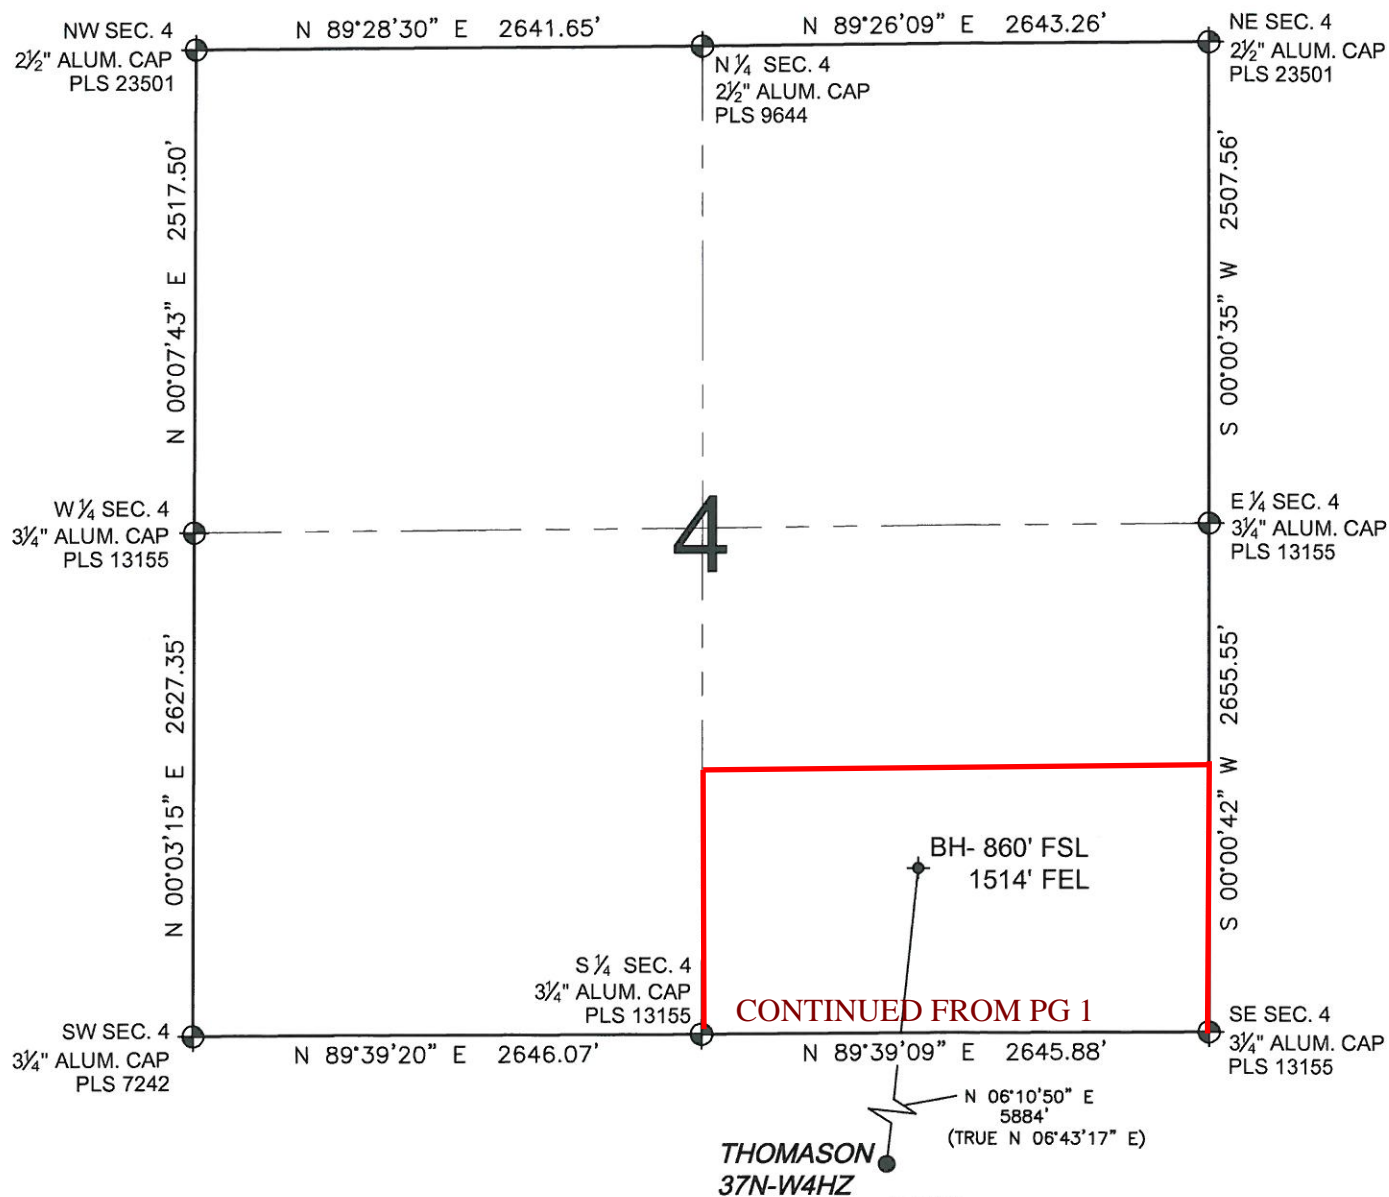 NW SEC. 4
2½" ALUM. CAP
PLS 23501
N 89°28'30" E 2641.65'
N 89°26'09" E 2643.26'
NE SEC. 4
2½" ALUM. CAP
PLS 23501
N ¼ SEC. 4
2½" ALUM. CAP
PLS 9644
N 00°07'43" E 2517.50'
S 00°00'35" W 2507.56'
W ¼ SEC. 4
3¼" ALUM. CAP
PLS 13155
4
E ¼ SEC. 4
3¼" ALUM. CAP
PLS 13155
N 00°03'15" E 2627.35'
S 00°00'42" W 2655.55'
BH- 860' FSL
1514' FEL
S ¼ SEC. 4
3¼" ALUM. CAP
PLS 13155
CONTINUED FROM PG 1
SW SEC. 4
3¼" ALUM. CAP
PLS 7242
N 89°39'20" E 2646.07'
N 89°39'09" E 2645.88'
SE SEC. 4
3¼" ALUM. CAP
PLS 13155
N 06°10'50" E
5884'
(TRUE N 06°43'17" E)
THOMASON
37N-W4HZ